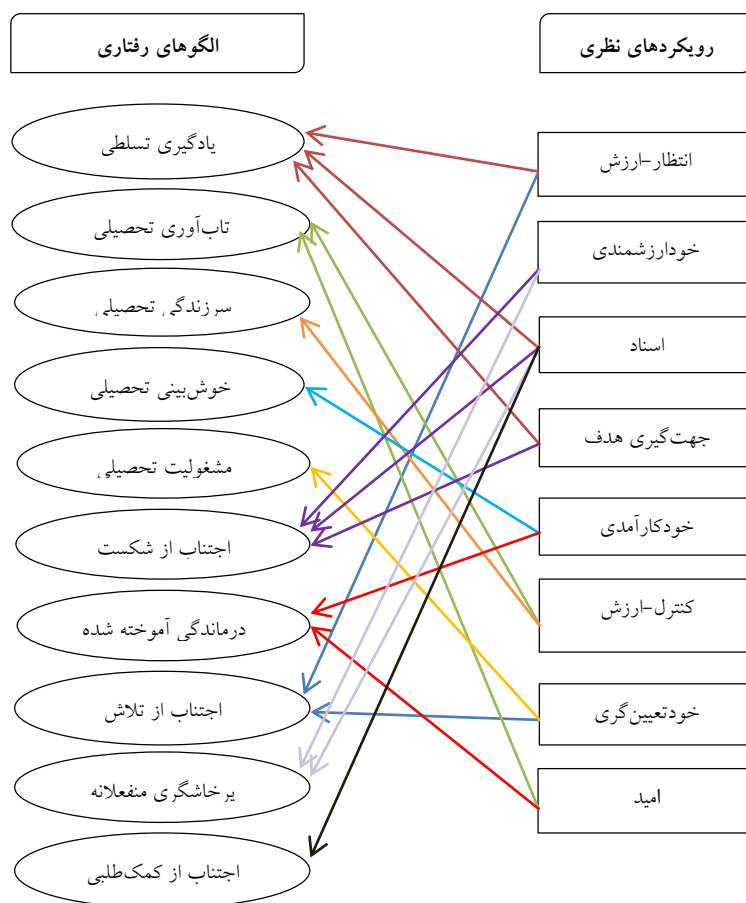 رویکردهای نظری
انتظار-ارزش
خودارزشمندی
اسناد
جهت‌گیری هدف
خودکارآمدی
کنترل-ارزش
خودتعیین‌گری
امید
الگوهای رفتاری
یادگیری تسلطی
تاب‌آوری تحصیلی
سرزندگی تحصیلی
خوش‌بینی تحصیلی
مشغولیت تحصیلی
اجتناب از شکست
درماندگی آموخته شده
اجتناب از تلاش
پرخاشگری منفعلانه
اجتناب از کمک‌طلبی